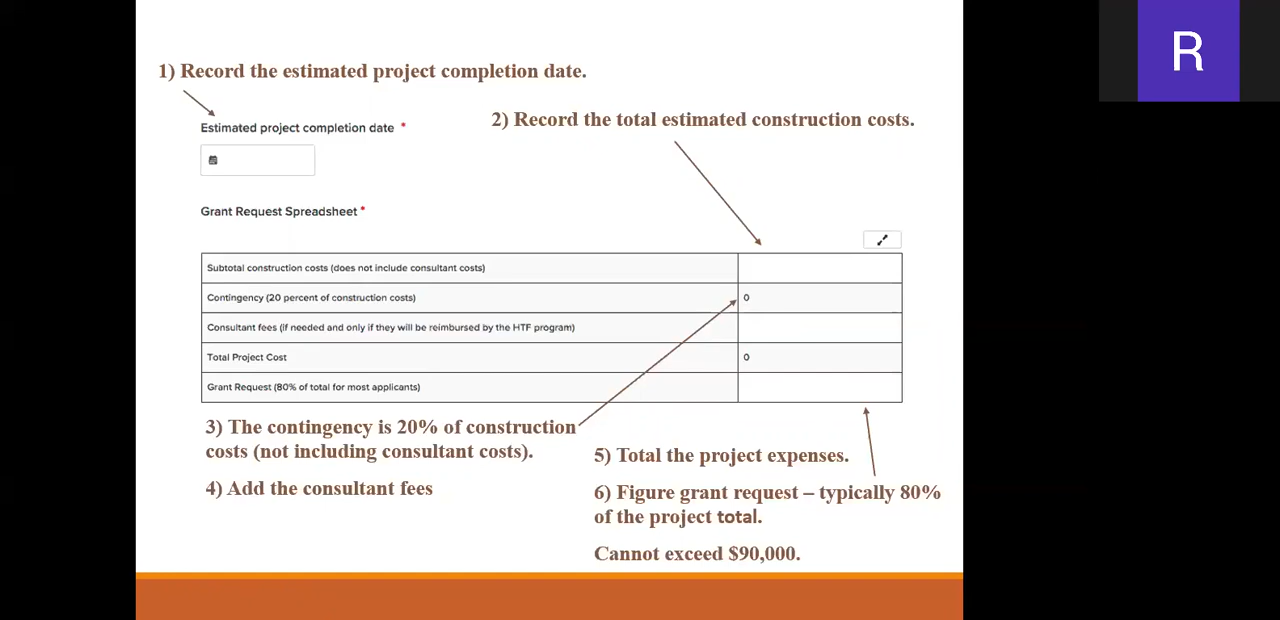 R
1) Record the estimated project completion date.
2) Record the total estimated construction costs.
Estimated project completion date *
Grant Request Spreadsheet *
Subtotal construction costs (does not include consultant costs)
Contingency (20 percent of construction costs) 0
Consultant fees (if needed and only if they will be reimbursed by the HTF program)
Total Project Cost 0
Grant Request (80% of total for most applicants)
3) The contingency is 20% of construction
costs (not including consultant costs).
4) Add the consultant fees
5) Total the project expenses.
6) Figure grant request – typically 80%
of the project total.
Cannot exceed $90,000.